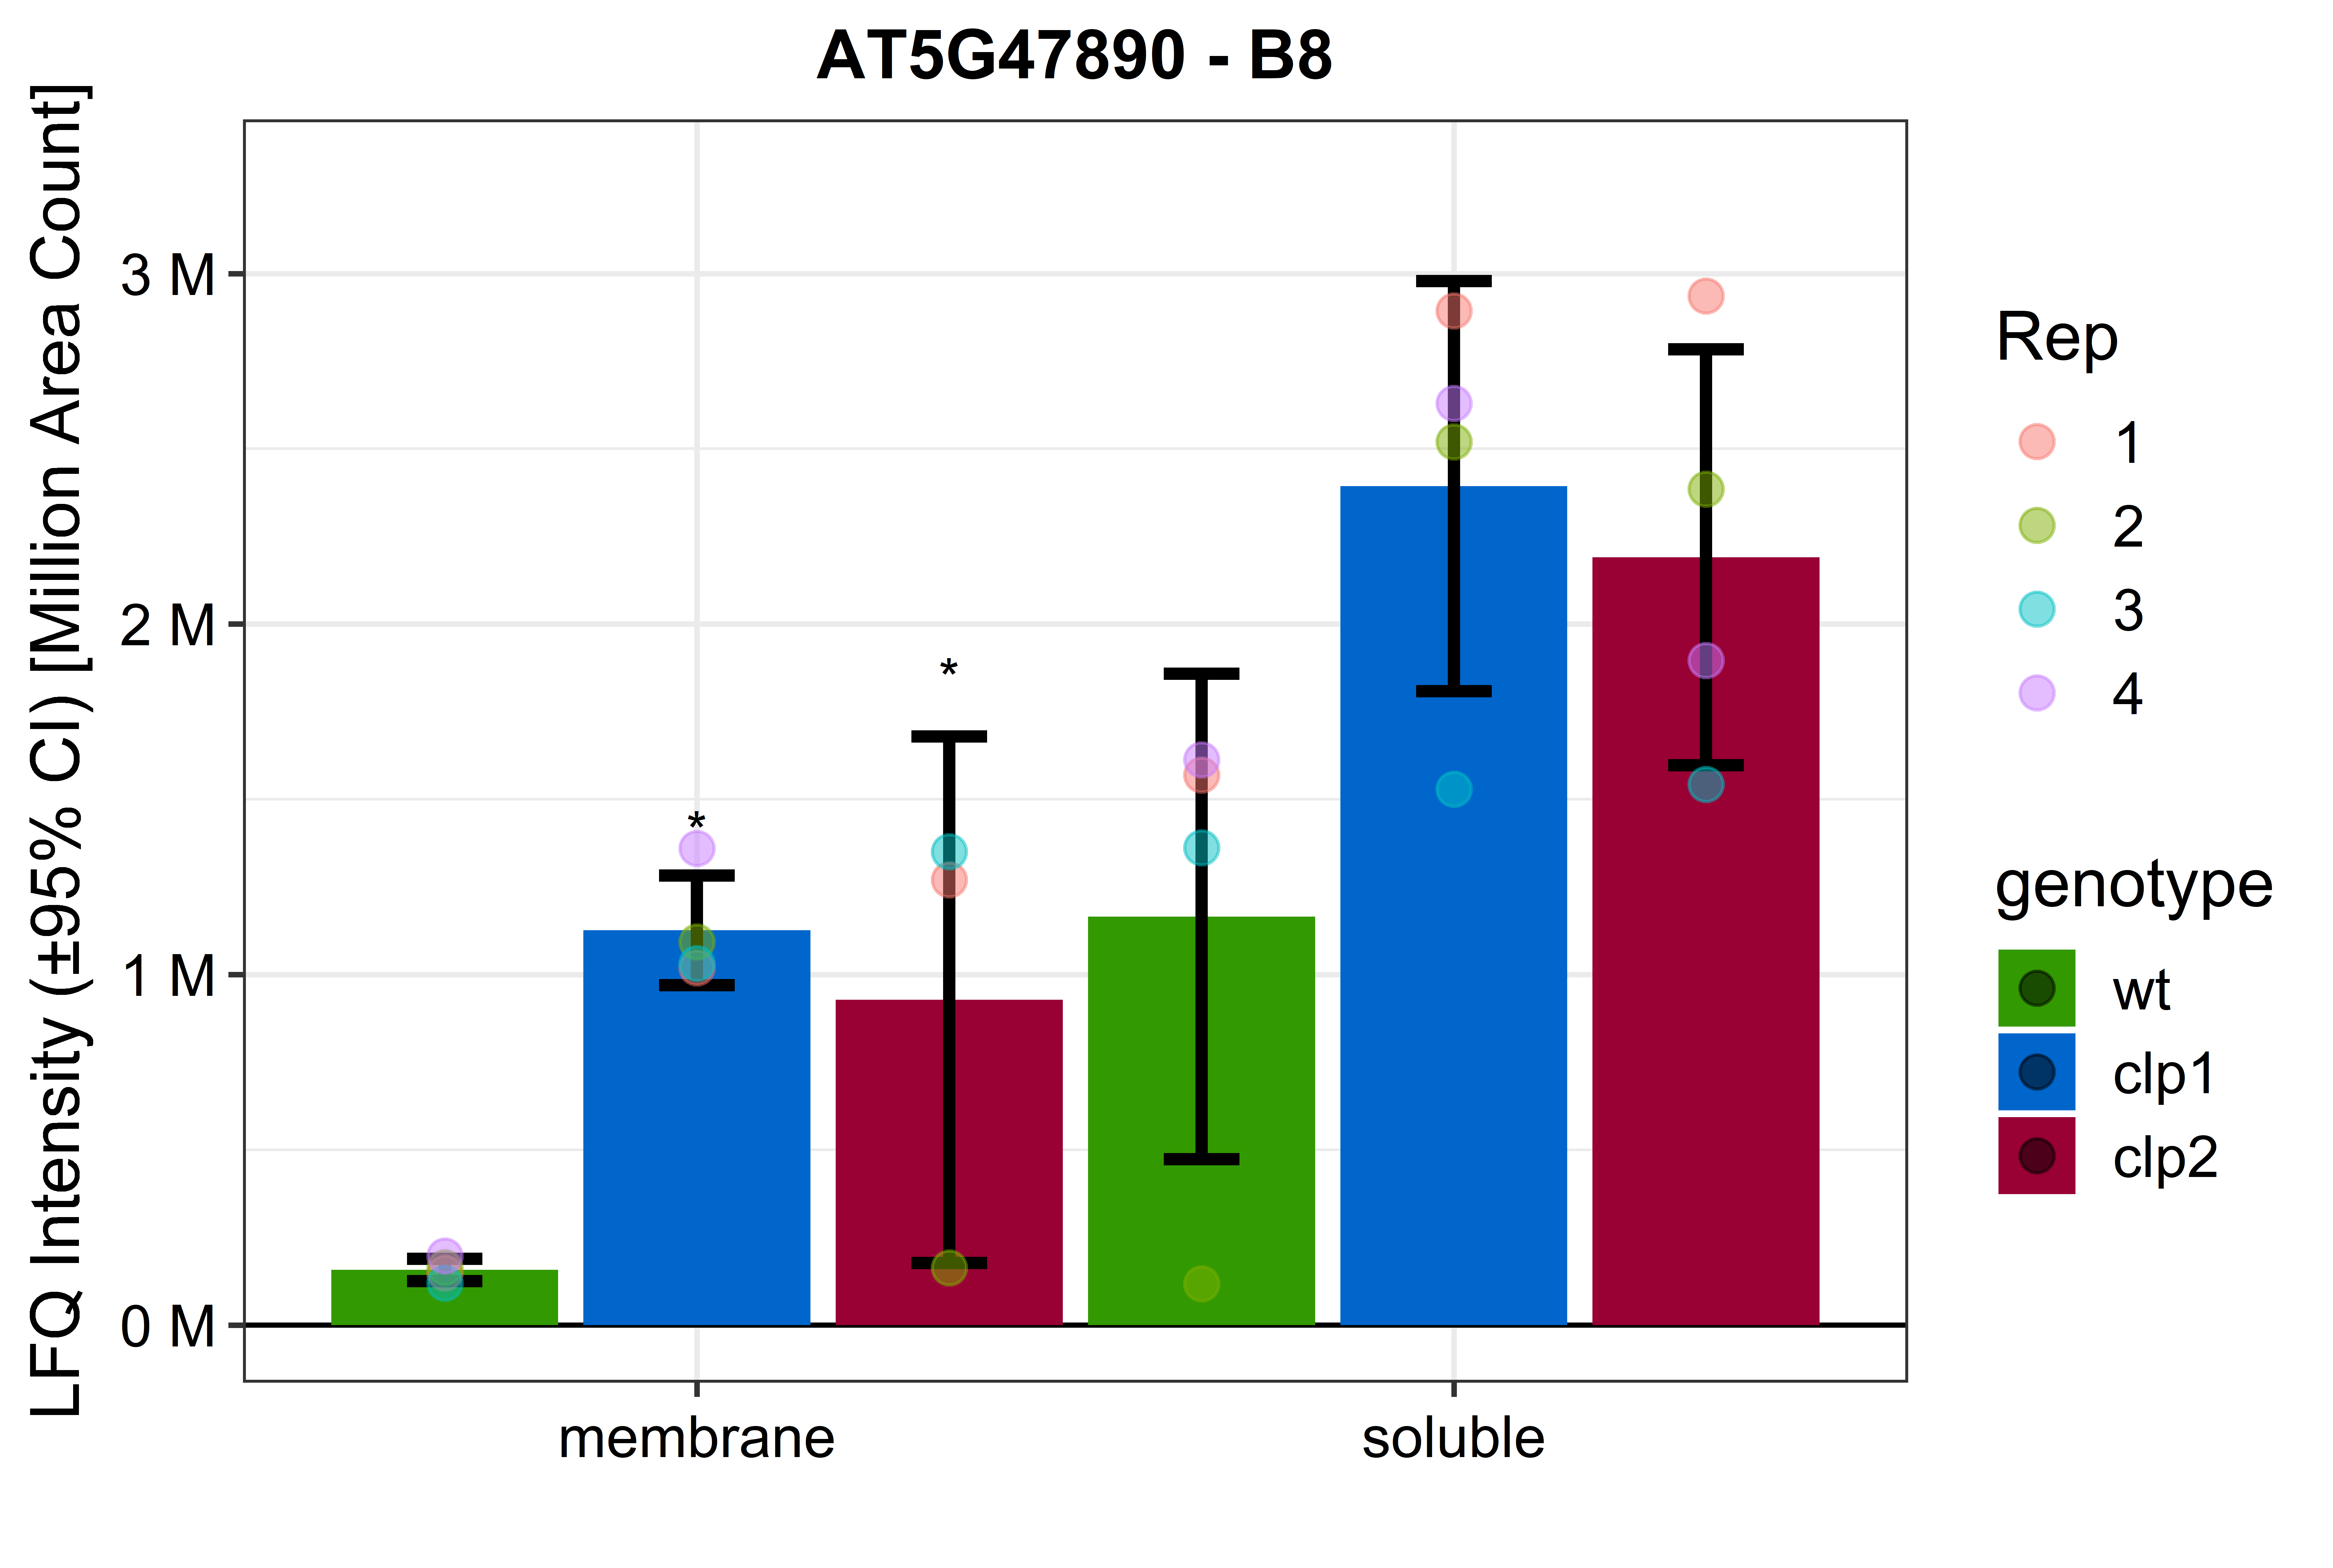 AT5G47890 - B8
LFQ Intensity (±95% CI) [Million Area Count]
3 M
2 M
1 M
0 M
*
*
membrane
soluble
Rep
1
2
3
4
genotype
wt
clp1
clp2